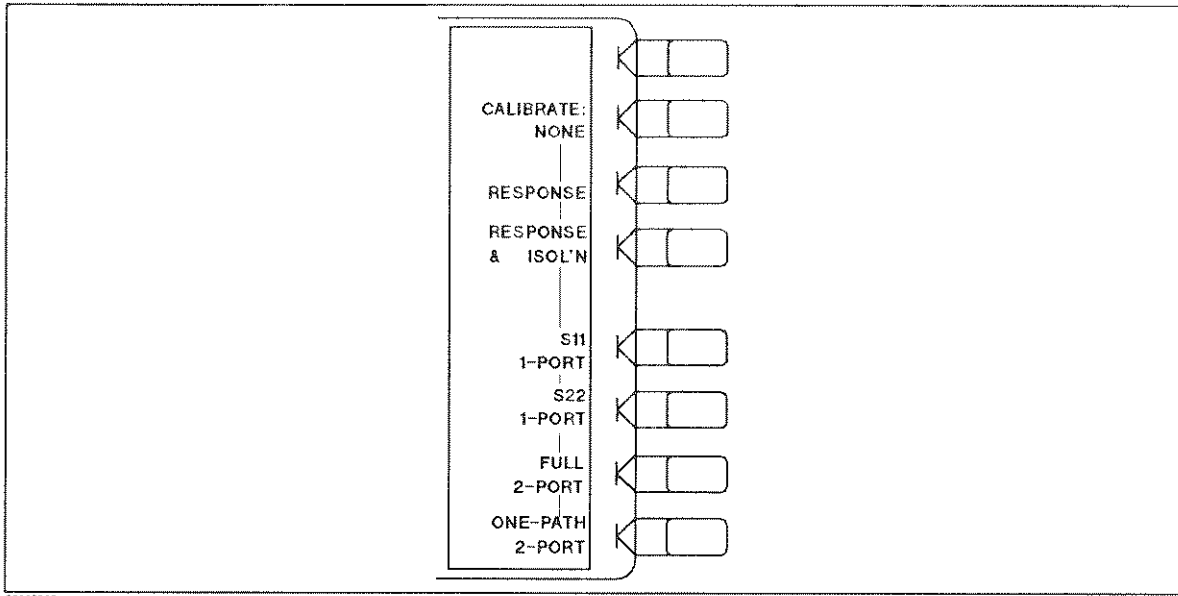 CALIBRATE:
NONE
RESPONSE
RESPONSE
& ISOL'N
S11
1-PORT
S22
1-PORT
FULL
2-PORT
ONE-PATH
2-PORT